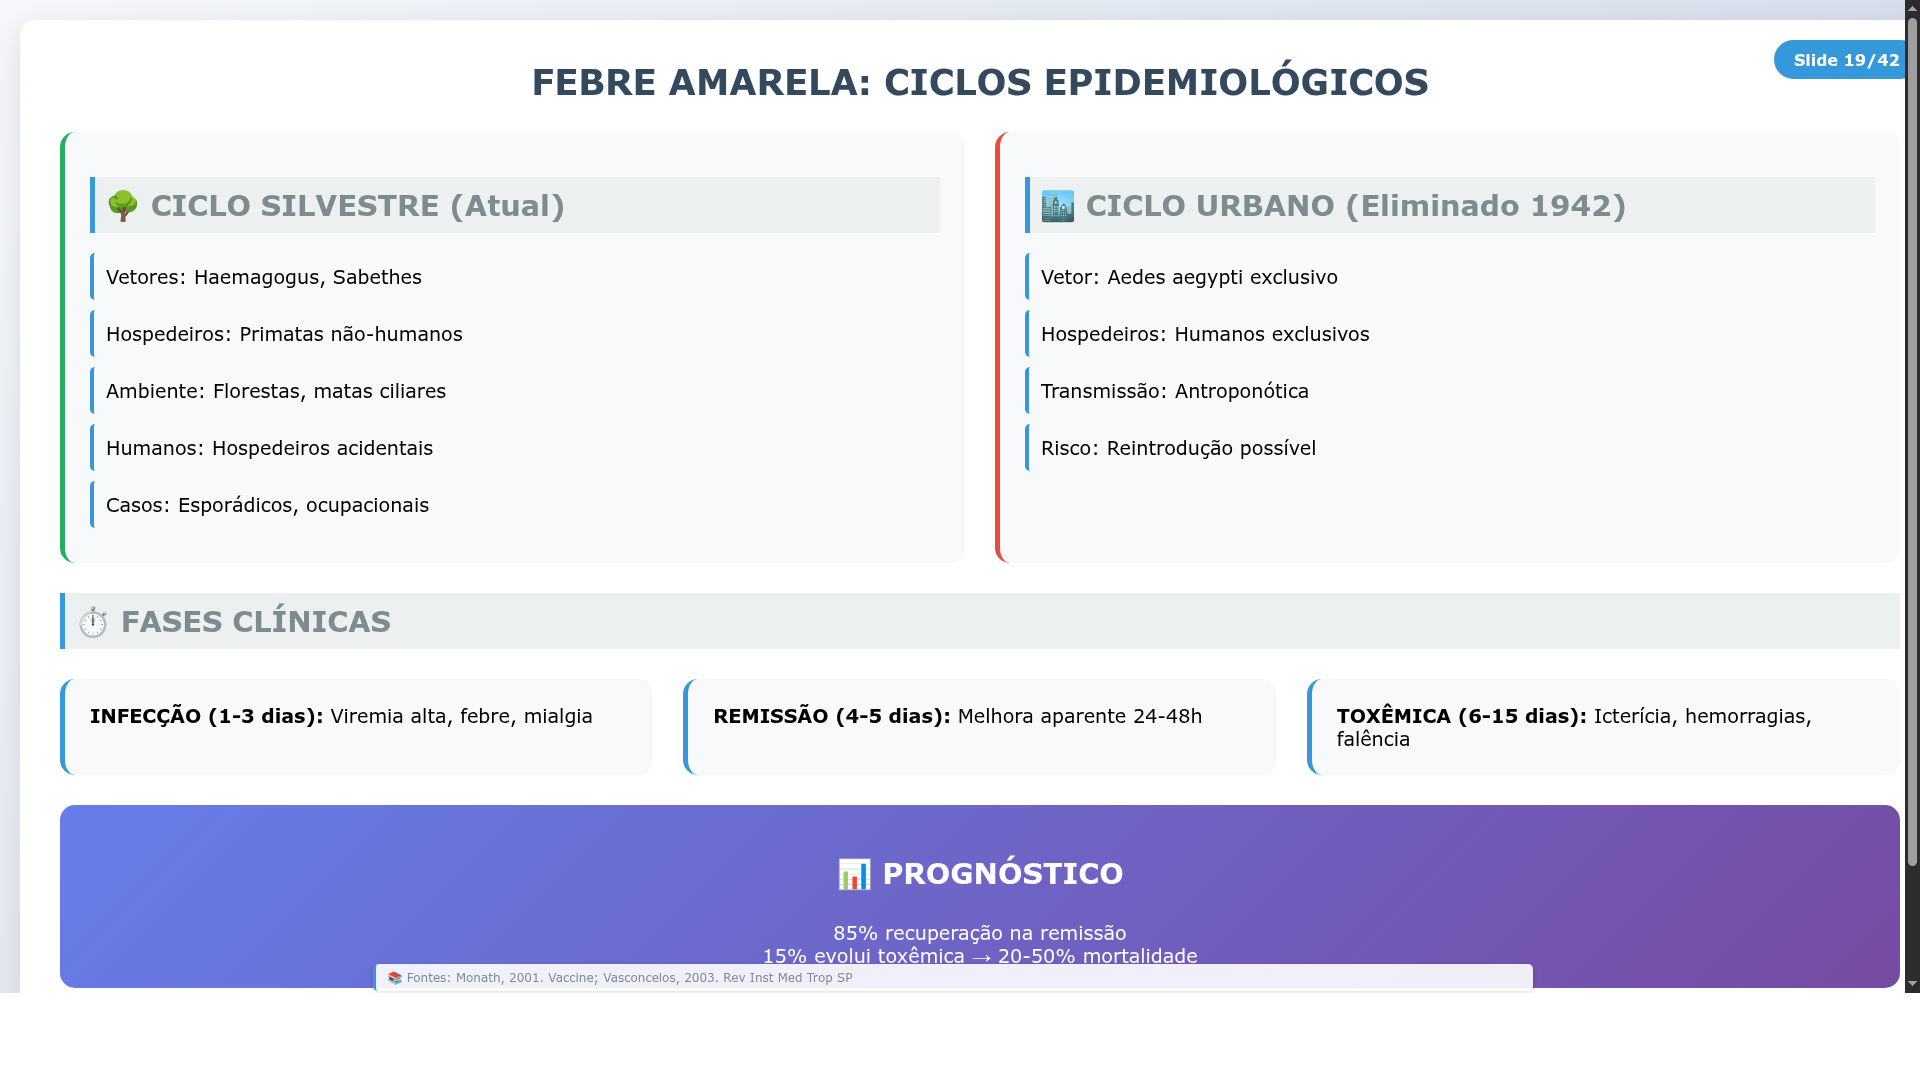 Slide 19/42
FEBRE AMARELA: CICLOS EPIDEMIOLÓGICOS
🌳 CICLO SILVESTRE (Atual)
Vetores: Haemagogus, Sabethes
Hospedeiros: Primatas não-humanos
Ambiente: Florestas, matas ciliares
Humanos: Hospedeiros acidentais
Casos: Esporádicos, ocupacionais
🏙️ CICLO URBANO (Eliminado 1942)
Vetor: Aedes aegypti exclusivo
Hospedeiros: Humanos exclusivos
Transmissão: Antroponótica
Risco: Reintrodução possível
⏱️ FASES CLÍNICAS
INFECÇÃO (1-3 dias): Viremia alta, febre, mialgia
REMISSÃO (4-5 dias): Melhora aparente 24-48h
TOXÊMICA (6-15 dias): Icterícia, hemorragias,
falência
📊 PROGNÓSTICO
85% recuperação na remissão
15% evolui toxêmica → 20-50% mortalidade
📚 Fontes: Monath, 2001. Vaccine; Vasconcelos, 2003. Rev Inst Med Trop SP